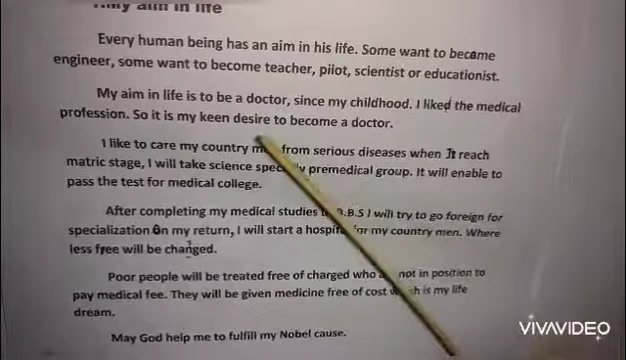 My aim in life
Every human being has an aim in his life. Some want to became
engineer, some want to become teacher, pilot, scientist or educationist.
My aim in life is to be a doctor, since my childhood. I liked the medical
profession. So it is my keen desire to become a doctor.
I like to care my country from serious diseases when It reach
matric stage, I will take science premedical group. It will enable to
pass the test for medical college.
After completing my medical studies B.B.S I will try to go foreign for
specialization On my return, I will start a my country men. Where
less free will be changed.
Poor people will be treated free of charged who not in position to
pay medical fee. They will be given medicine free of cost is my life
dream.
May God help me to fulfill my Nobel cause.
VIVAVIDEO